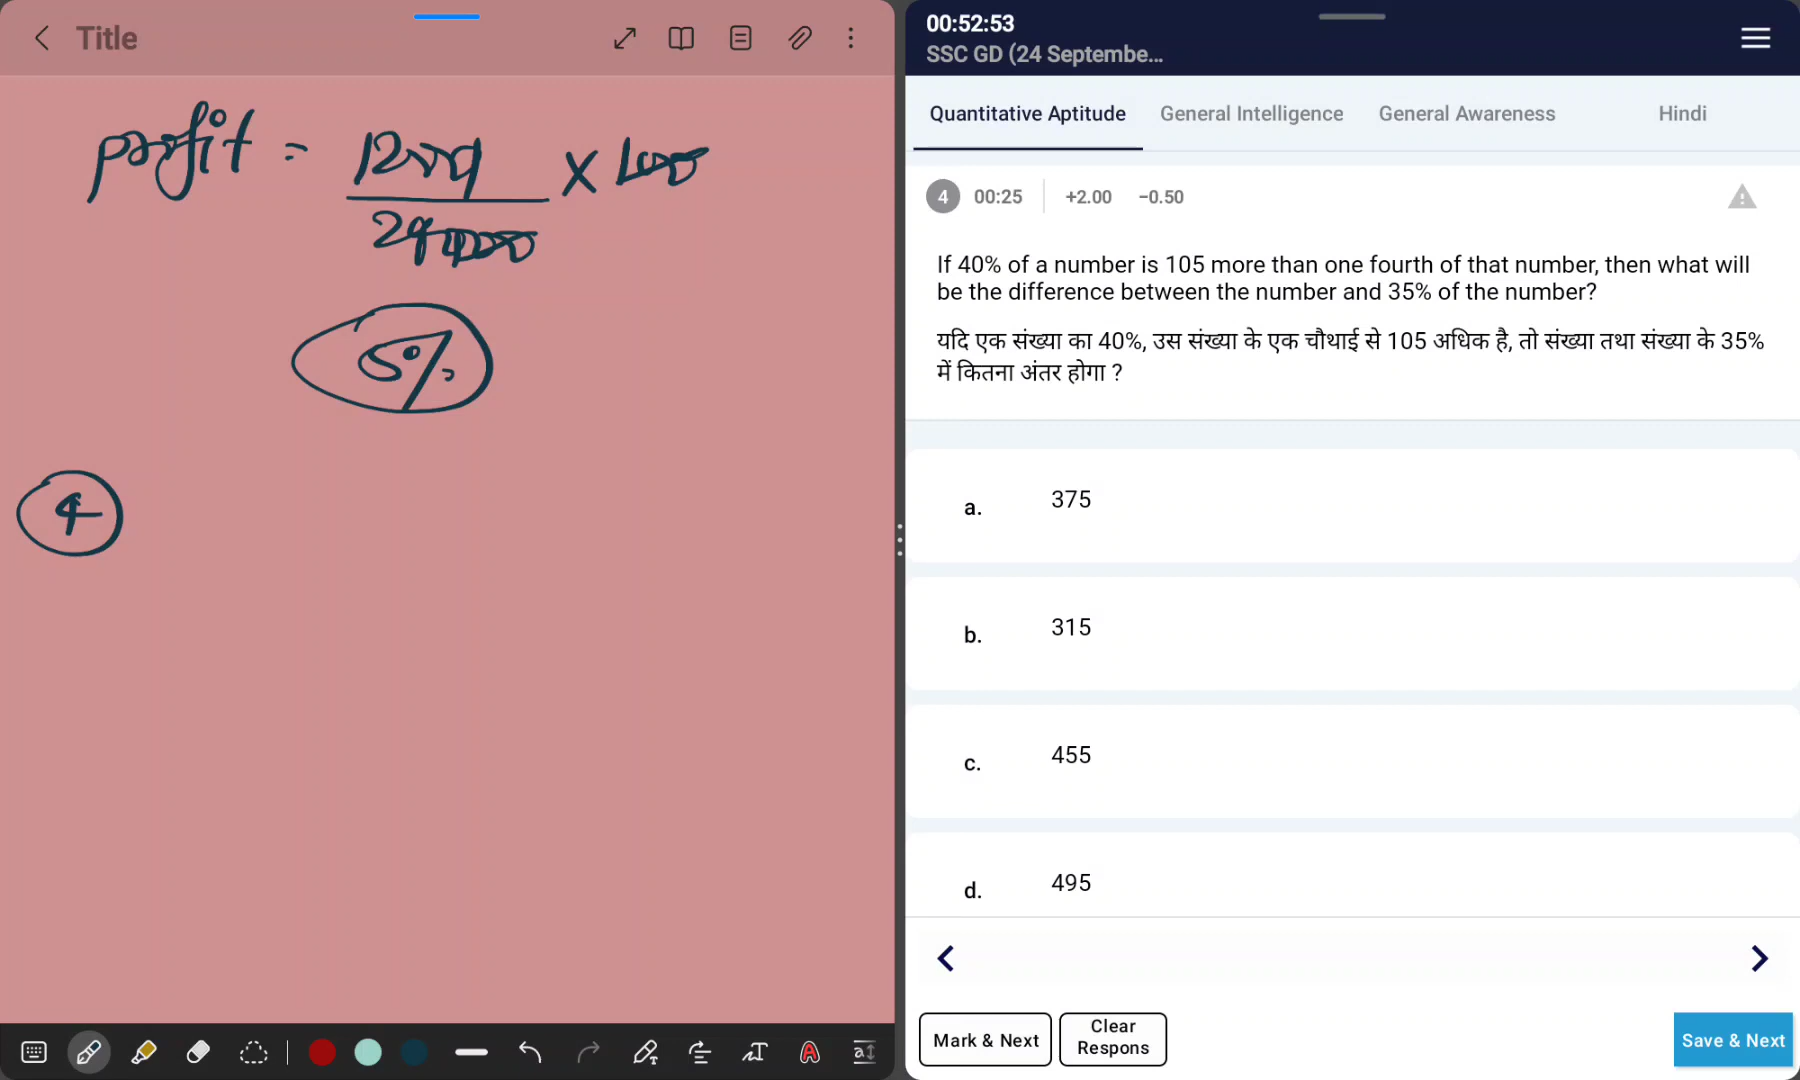 Title
profit = 1200 × 100
24000
5%
4
00:52:53
SSC GD (24 Septembe...
Quantitative Aptitude General Intelligence General Awareness Hindi
4 00:25 +2.00 −0.50
If 40% of a number is 105 more than one fourth of that number, then what will
be the difference between the number and 35% of the number?
यदि एक संख्या का 40%, उस संख्या के एक चौथाई से 105 अधिक है, तो संख्या तथा संख्या के 35%
में कितना अंतर होगा ?
a. 375
b. 315
c. 455
d. 495
Mark & Next
Clear
Respons
Save & Next